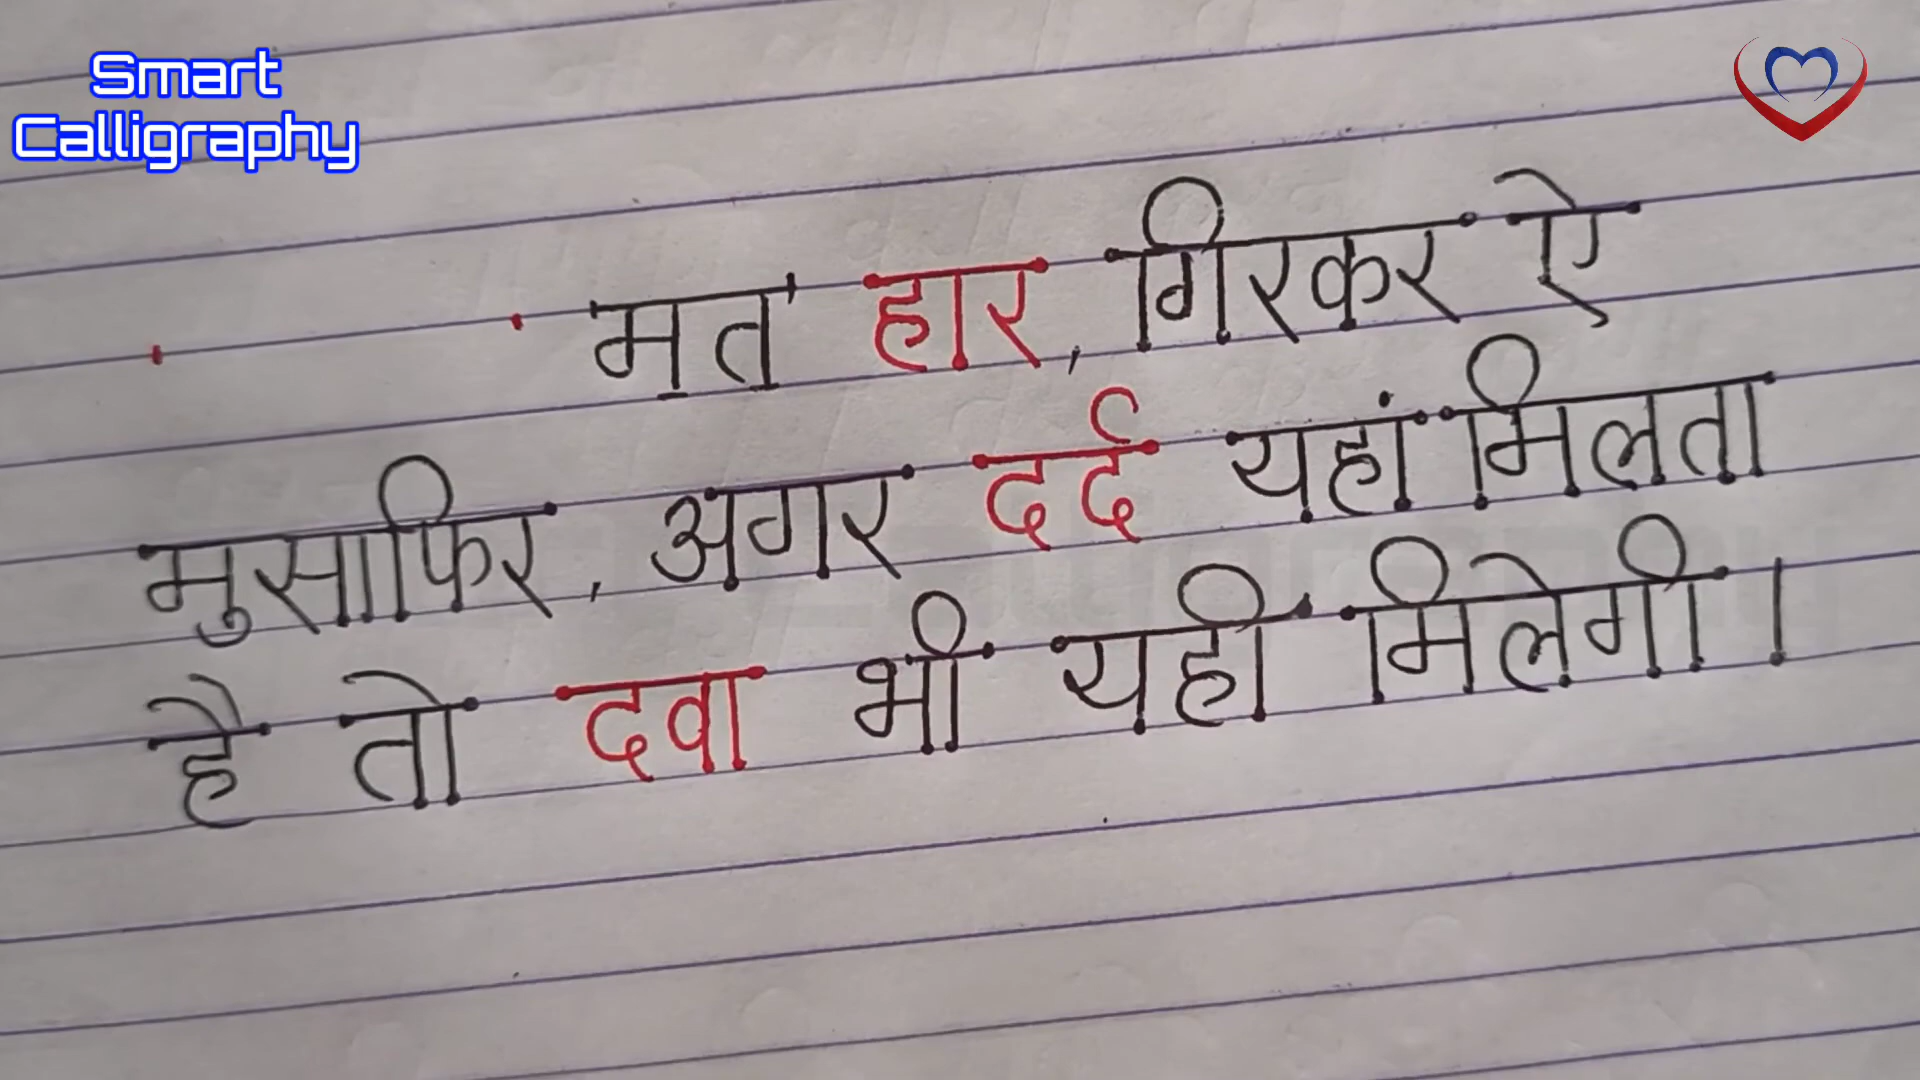 Smart
Calligraphy
मत हार, गिरकर ऐ
मुसाफिर, अगर दर्द यहां मिलता
है तो दवा भी यहीं मिलेगी।